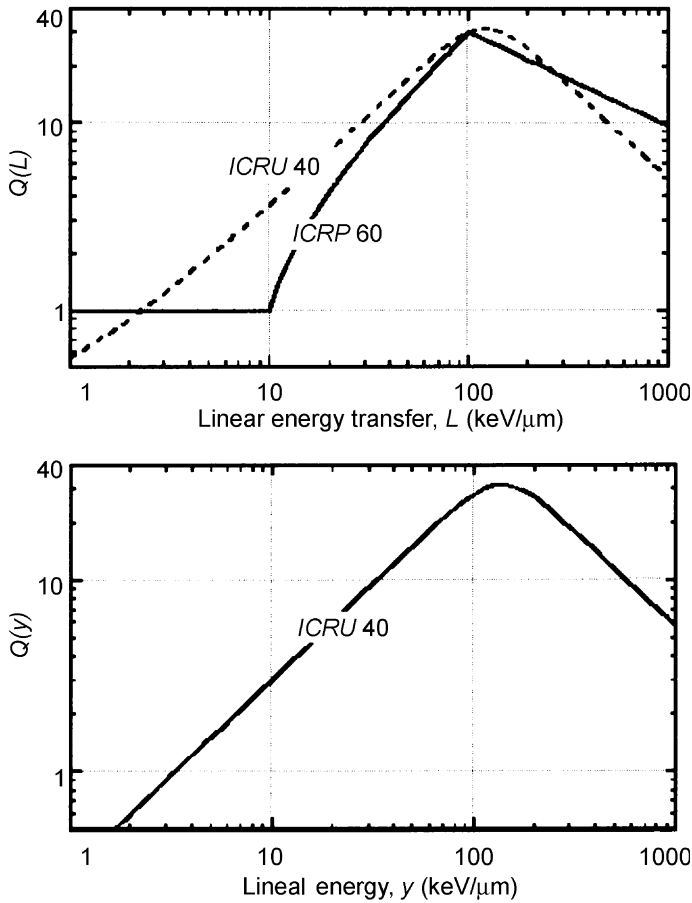 40
10
1
Q(L)
ICRU 40
ICRP 60
1 10 100 1000
Linear energy transfer, L (keV/μm)
40
10
1
Q(y)
ICRU 40
1 10 100 1000
Lineal energy, y (keV/μm)